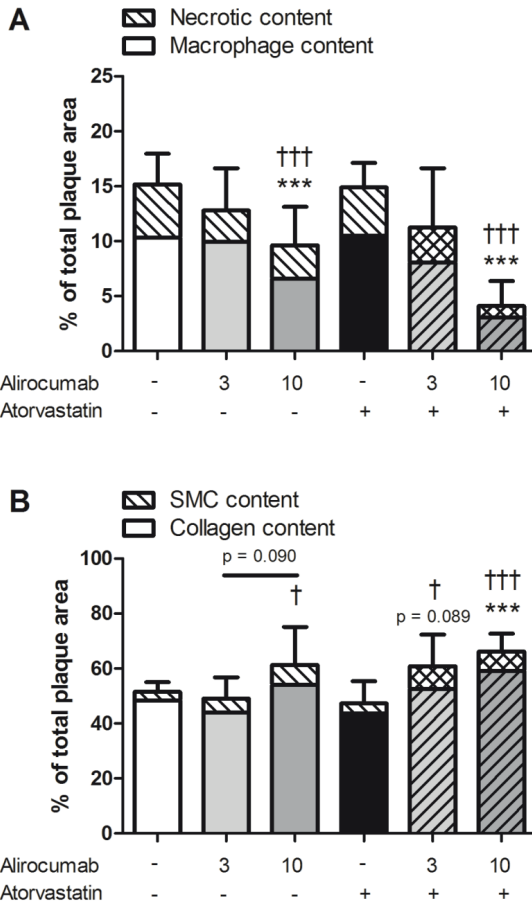 A
Necrotic content
Macrophage content
% of total plaque area
25
20
15
10
5
0
†††
***
†††
***
Alirocumab - 3 10 - 3 10
Atorvastatin - - - + + +
B
SMC content
Collagen content
% of total plaque area
100
80
60
40
20
0
p = 0.090
†
†
p = 0.089
†††
***
Alirocumab - 3 10 - 3 10
Atorvastatin - - - + + +